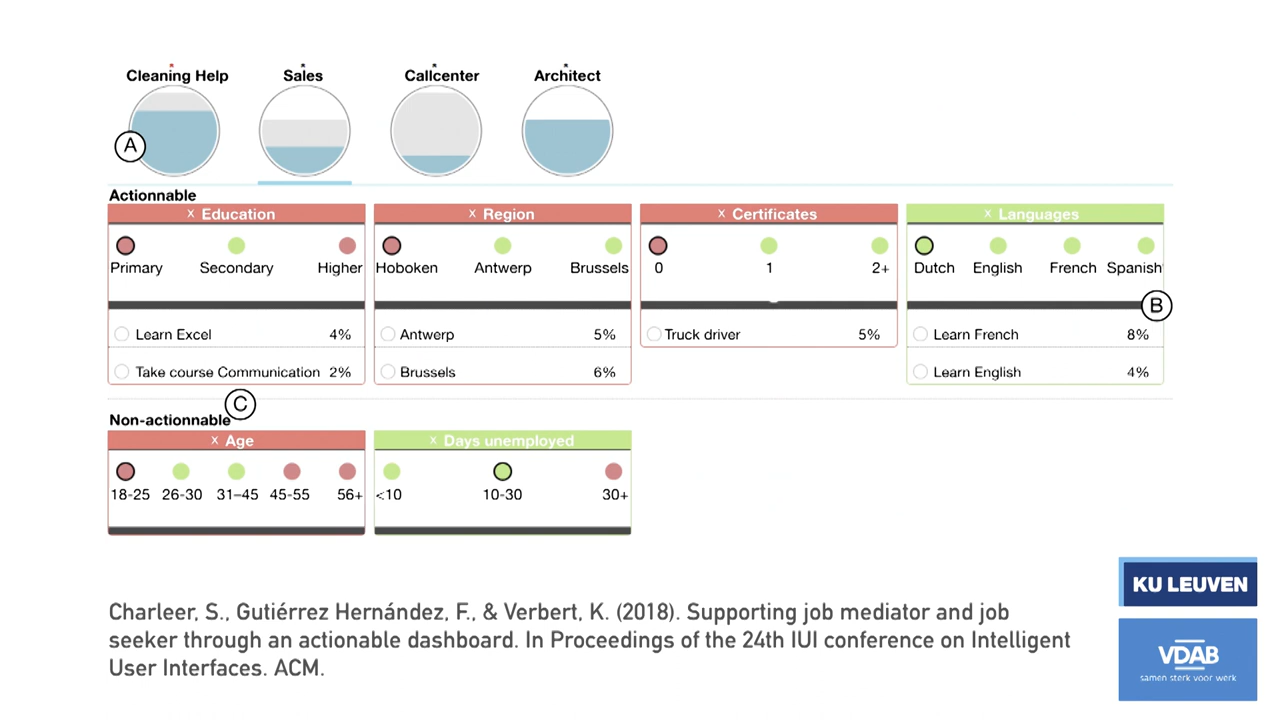 Cleaning Help Sales Callcenter Architect
A
Actionnable
x Education x Region x Certificates x Languages
Primary Secondary Higher Hoboken Antwerp Brussels 0 1 2+ Dutch English French Spanish
B
Learn Excel 4% Antwerp 5% Truck driver 5% Learn French 8%
Take course Communication 2% Brussels 6% Learn English 4%
C
Non-actionnable
x Age x Days unemployed
18-25 26-30 31–45 45-55 56+ <10 10-30 30+
KU LEUVEN
Charleer, S., Gutiérrez Hernández, F., & Verbert, K. (2018). Supporting job mediator and job
seeker through an actionable dashboard. In Proceedings of the 24th IUI conference on Intelligent
User Interfaces. ACM.
VDAB
samen sterk voor werk